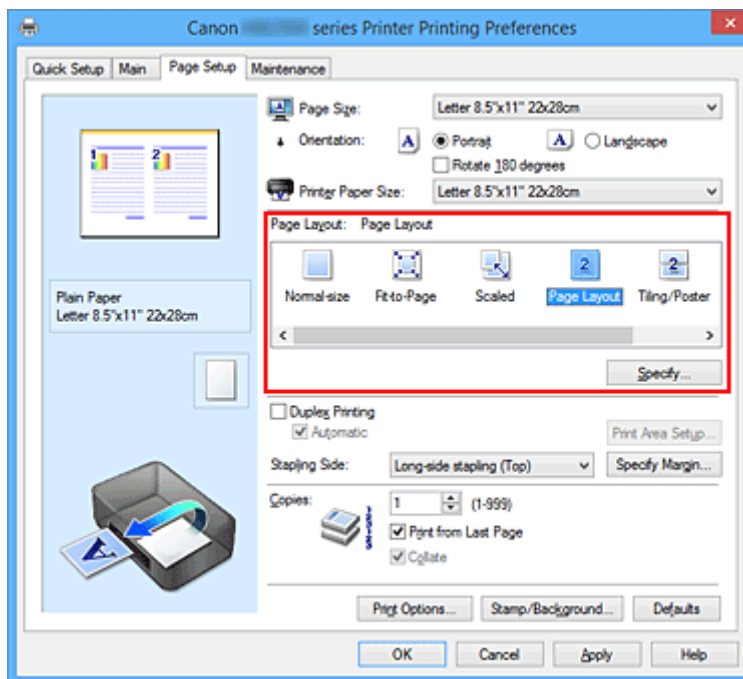 Canon series Printer Printing Preferences
Quick Setup Main Page Setup Maintenance
1 2
Plain Paper
Letter 8.5"x11" 22x28cm
Page Size: Letter 8.5"x11" 22x28cm
Orientation: A Portrait A Landscape
Rotate 180 degrees
Printer Paper Size: Letter 8.5"x11" 22x28cm
Page Layout: Page Layout
2 2
Normal-size Fit-to-Page Scaled Page Layout Tiling/Poster
Specify...
Duplex Printing
Automatic Print Area Setup...
Stapling Side: Long-side stapling (Top) Specify Margin...
Copies: 1 (1-999)
Print from Last Page
Collate
A
Print Options... Stamp/Background... Defaults
OK Cancel Apply Help